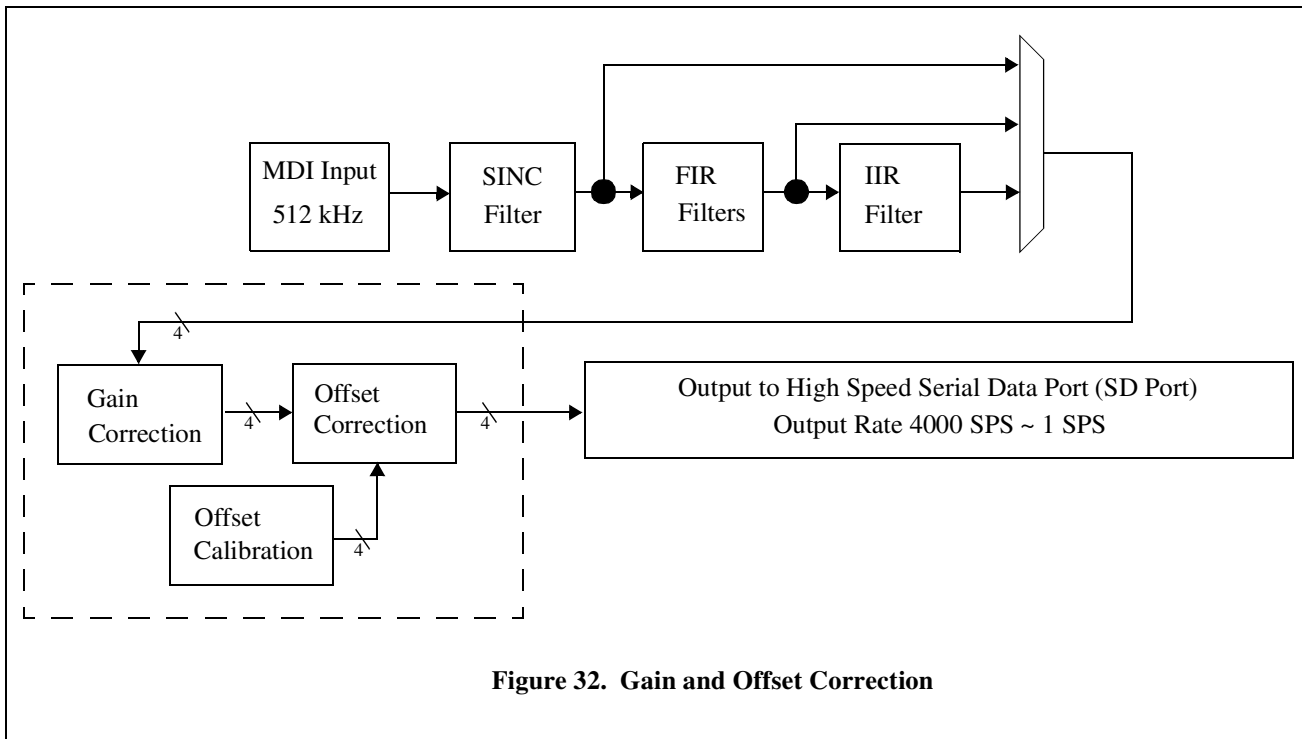 MDI Input
512 kHz
SINC
Filter
FIR
Filters
IIR
Filter
4
Gain
Correction
4
Offset
Correction
4
Output to High Speed Serial Data Port (SD Port)
Output Rate 4000 SPS ~ 1 SPS
Offset
Calibration
4
Figure 32. Gain and Offset Correction